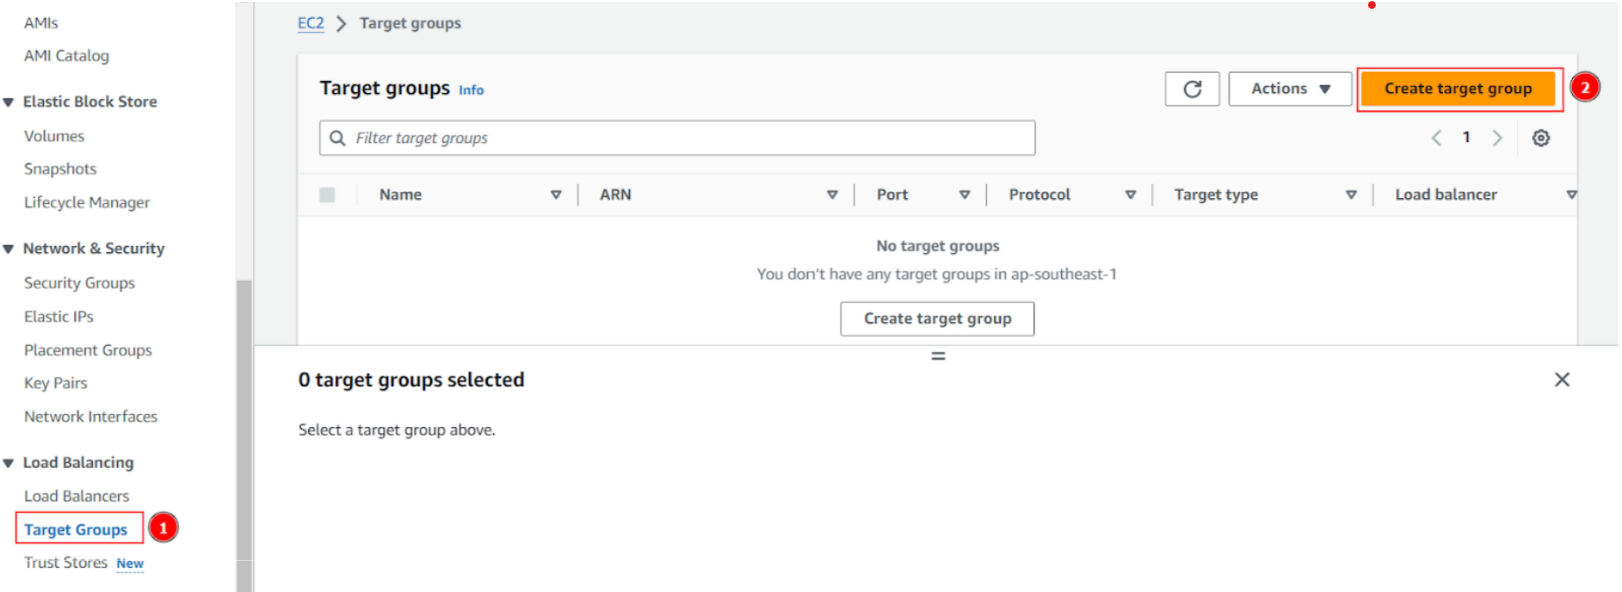 AMIs
AMI Catalog
Elastic Block Store
Volumes
Snapshots
Lifecycle Manager
Network & Security
Security Groups
Elastic IPs
Placement Groups
Key Pairs
Network Interfaces
Load Balancing
Load Balancers
Target Groups 1
Trust Stores New
EC2 Target groups
Target groups Info
Actions Create target group 2
Filter target groups
1
Name ARN Port Protocol Target type Load balancer
No target groups
You don't have any target groups in ap-southeast-1
Create target group
0 target groups selected
Select a target group above.